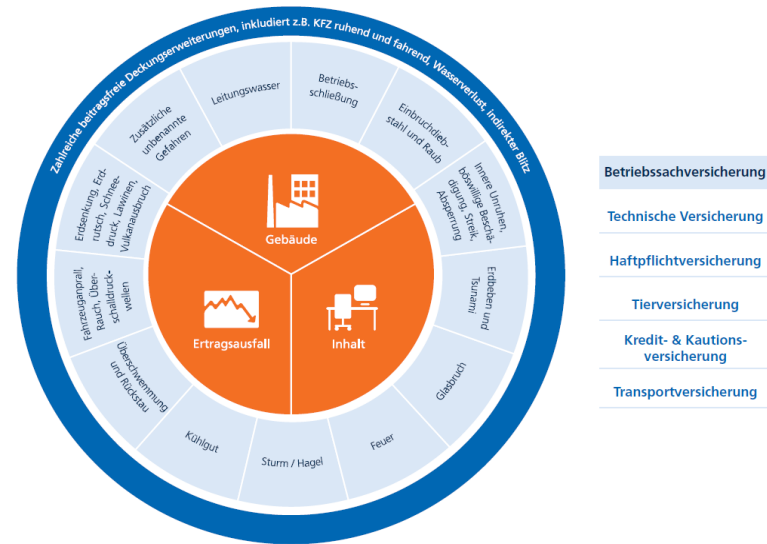 Zahlreiche beitragsfreie Deckungserweiterungen, inkludiert z.B. KFZ ruhend und fahrend, Wasserverlust, indirekter Blitz
Leitungswasser
Betriebs-
schließung
Einbruchdieb-
stahl und Raub
Innere Unruhen,
böswillige Beschä-
digung, Streik,
Absperrung
Erdbeben und
Tsunami
Glasbruch
Feuer
Sturm / Hagel
Kühlgut
Überschwemmung
und Rückstau
Fahrzeuganprall,
Rauch, Über-
schalldruck-
wellen
Erdsenkung, Erd-
rutsch, Schnee-
druck, Lawinen,
Vulkanausbruch
Zusätzliche
unbenannte
Gefahren
Gebäude
Ertragsausfall
Inhalt
Betriebssachversicherung
Technische Versicherung
Haftpflichtversicherung
Tierversicherung
Kredit- & Kautions-
versicherung
Transportversicherung